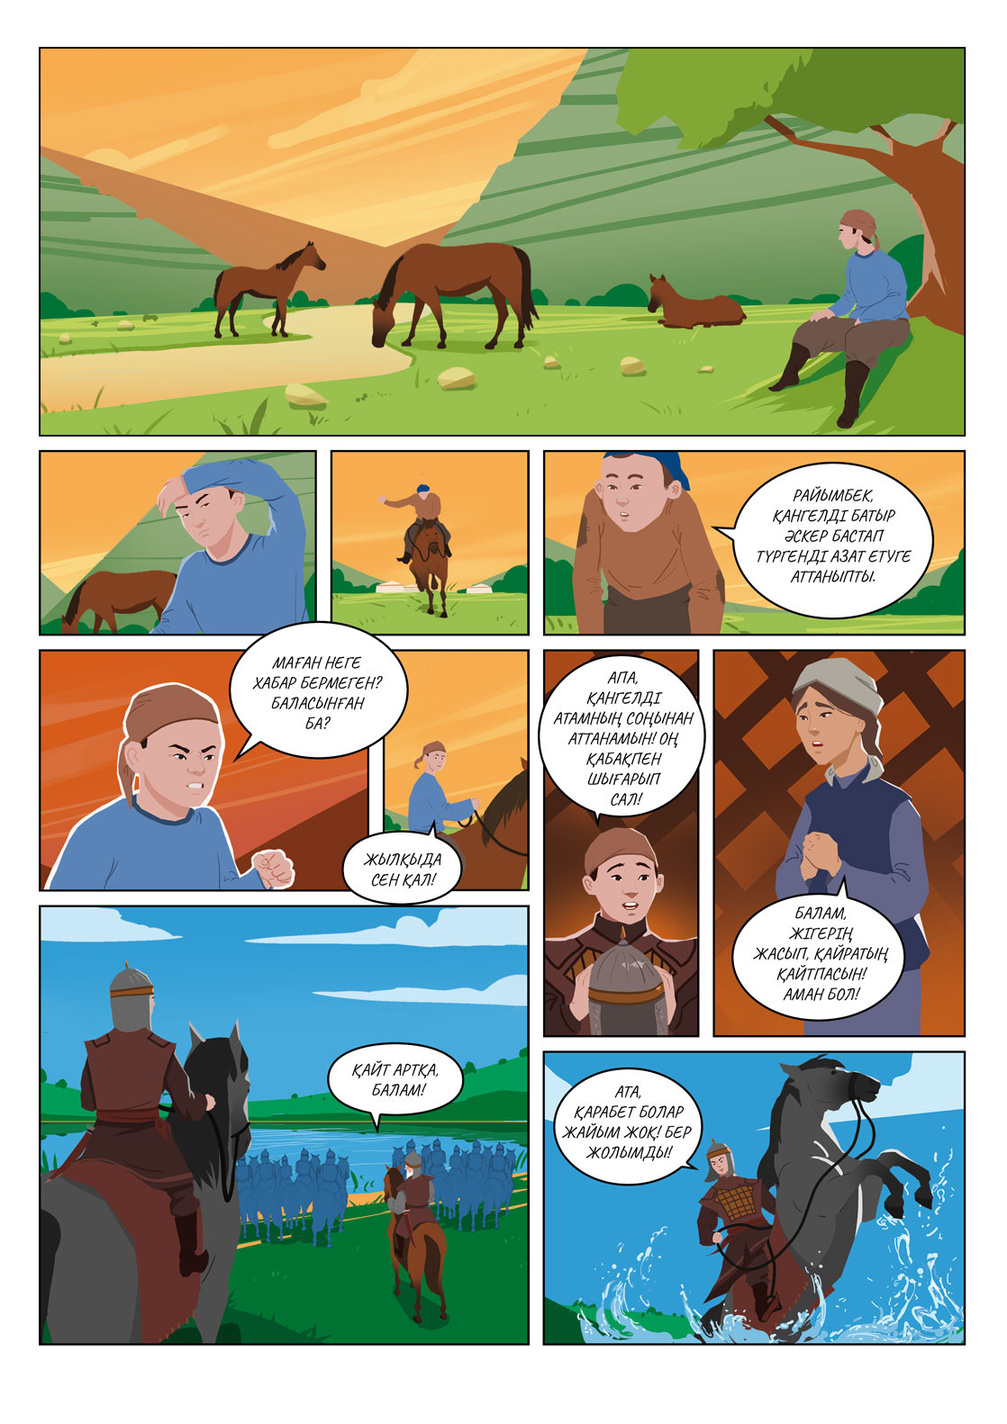 РАЙЫМБЕК,
ҚАНГЕЛДІ БАТЫР
ӘСКЕР БАСТАП
ТҮРГЕНДІ АЗАТ ЕТУГЕ
АТТАНЫПТЫ.
МАҒАН НЕГЕ
ХАБАР БЕРМЕГЕН?
БАЛАСЫНҒАН
БА?
ЖЫЛҚЫДА
СЕН ҚАЛ!
АПА,
ҚАНГЕЛДІ
АТАМНЫҢ СОҢЫНАН
АТТАНАМЫН! ОҢ
ҚАБАҚПЕН
ШЫҒАРЫП
САЛ!
БАЛАМ,
ЖІГЕРІҢ
ЖАСЫП, ҚАЙРАТЫҢ
ҚАЙТПАСЫН!
АМАН БОЛ!
ҚАЙТ АРТҚА,
БАЛАМ!
АТА,
ҚАРАБЕТ БОЛАР
ЖАЙЫМ ЖОҚ! БЕР
ЖОЛЫМДЫ!